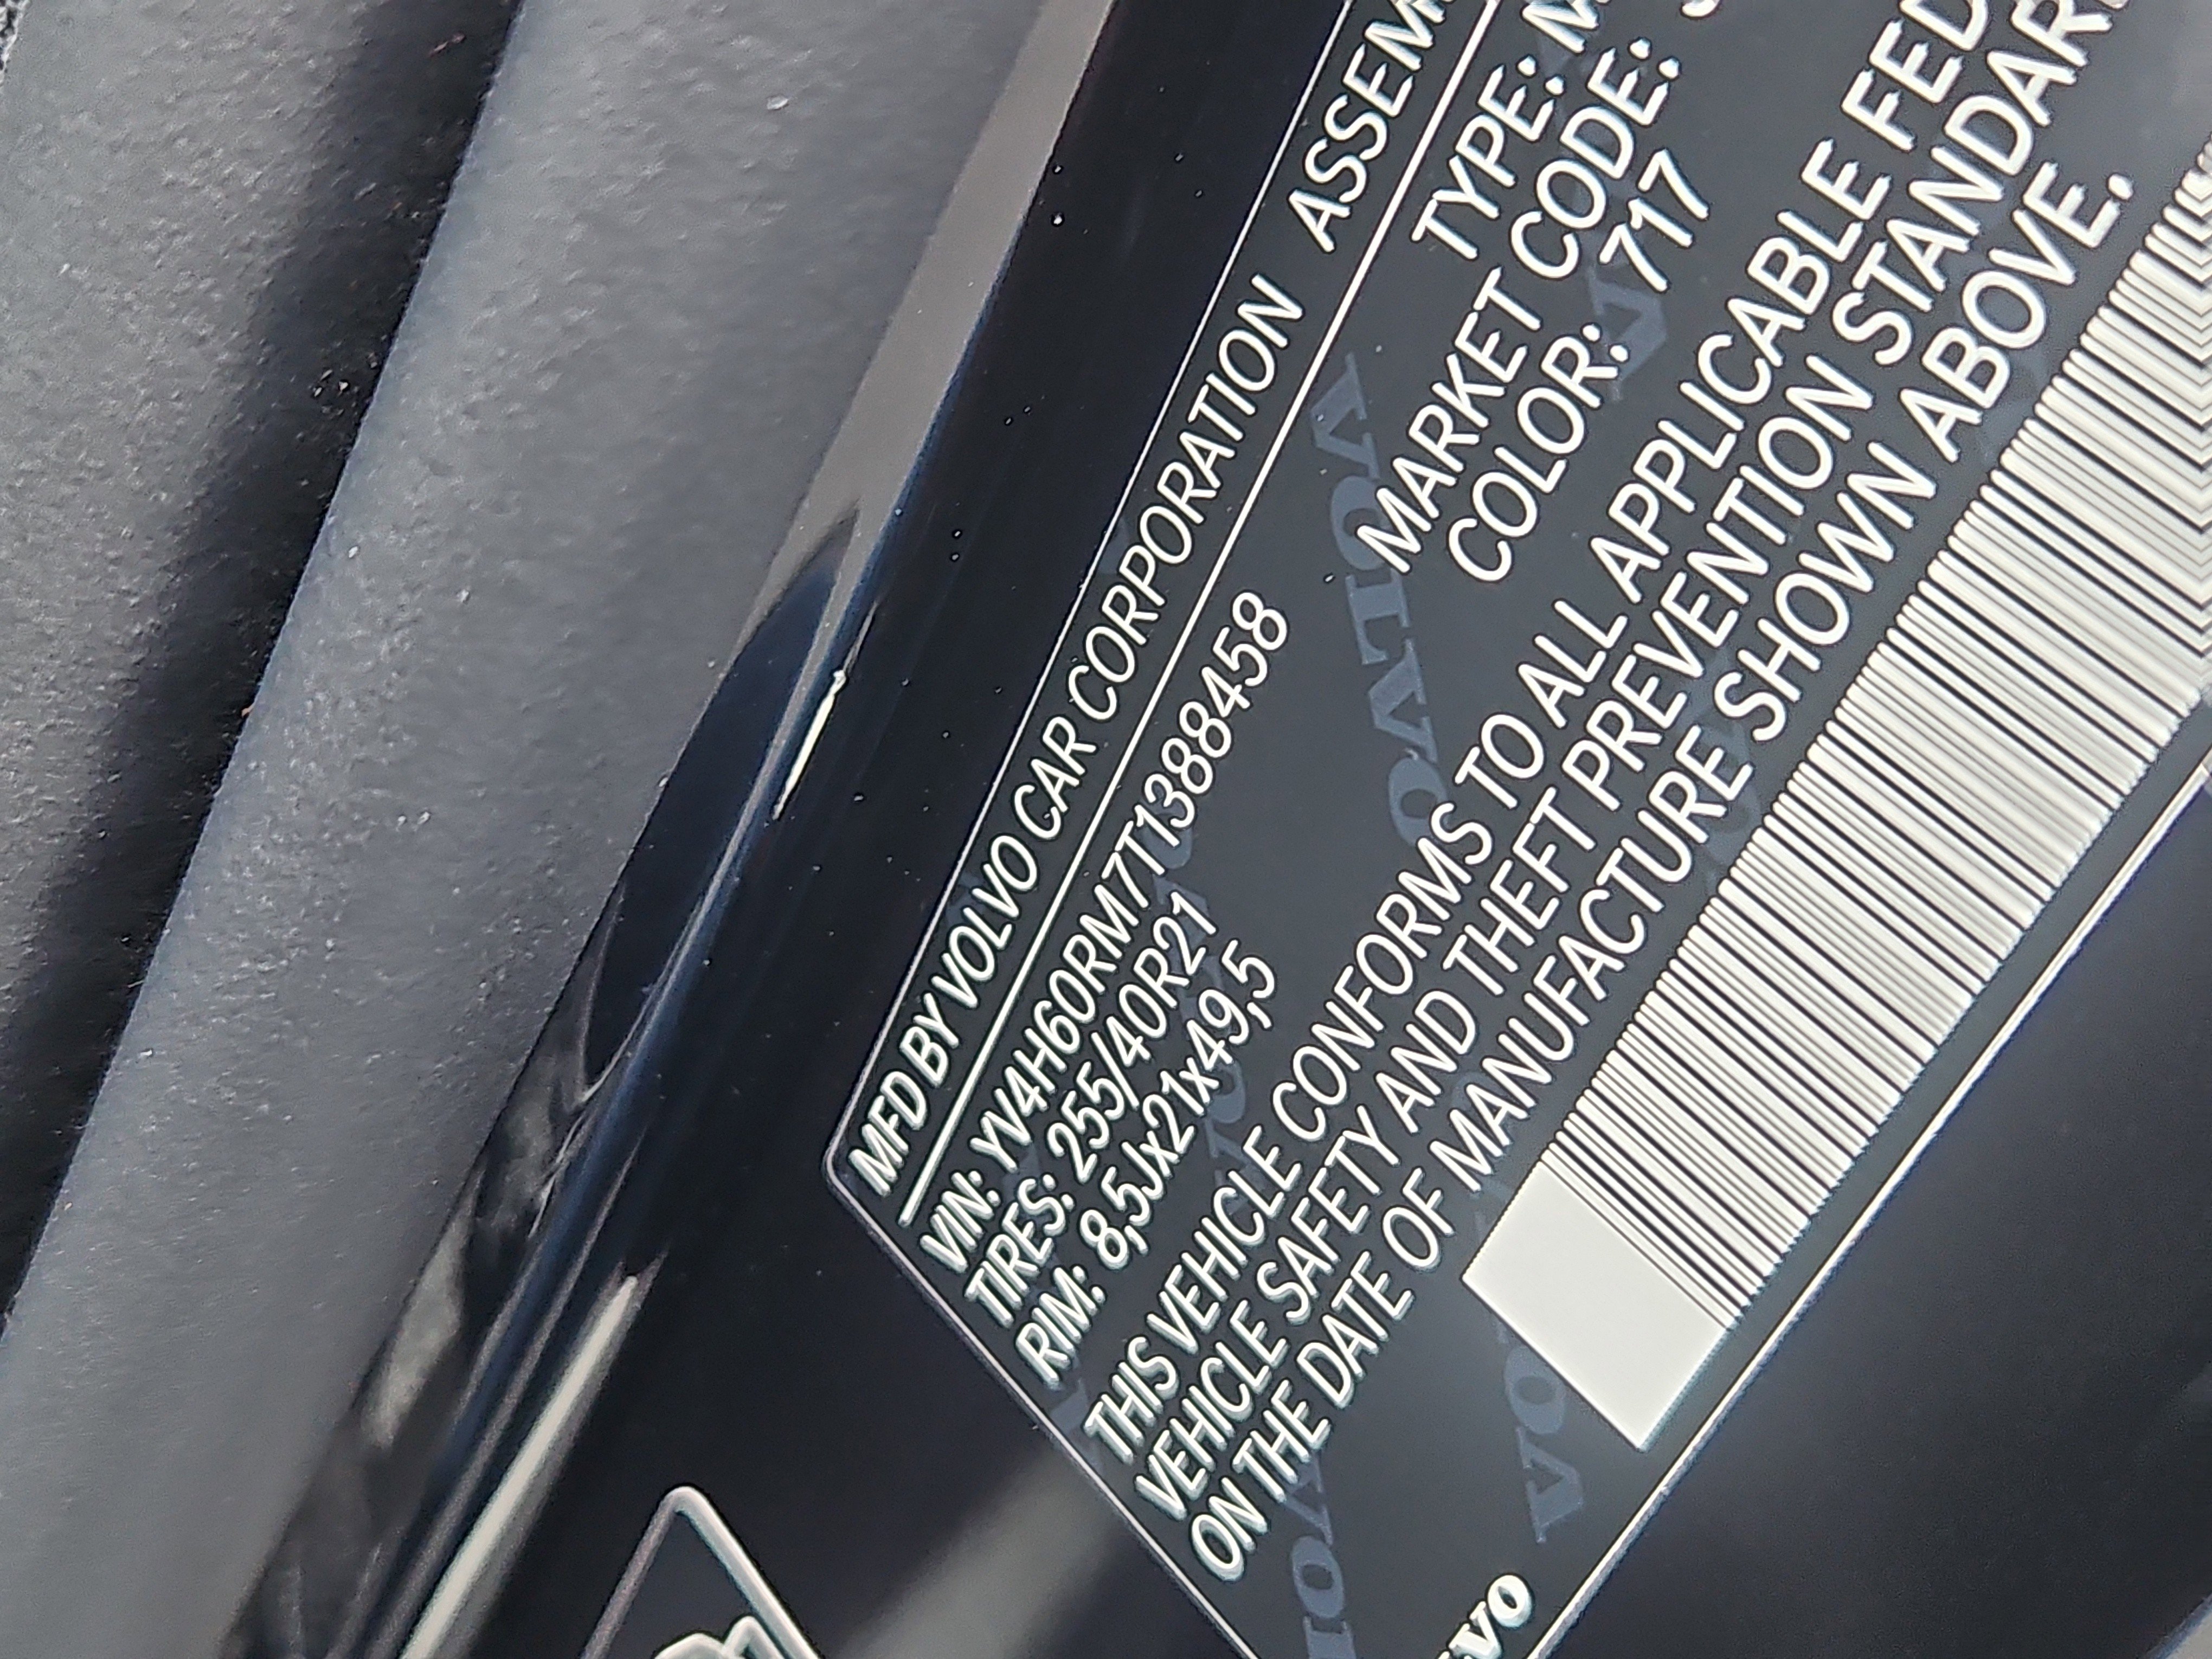 MFD BY VOLVO CAR CORPORATION ASSEM
VIN: YV4H60RM7T1388458
TIRES: 255/40R21
RIM: 8,5Jx21x49,5
TYPE: M
MARKET CODE:
COLOR: 717
THIS VEHICLE CONFORMS TO ALL APPLICABLE FED
VEHICLE SAFETY AND THEFT PREVENTION STANDAR
ON THE DATE OF MANUFACTURE SHOWN ABOVE.